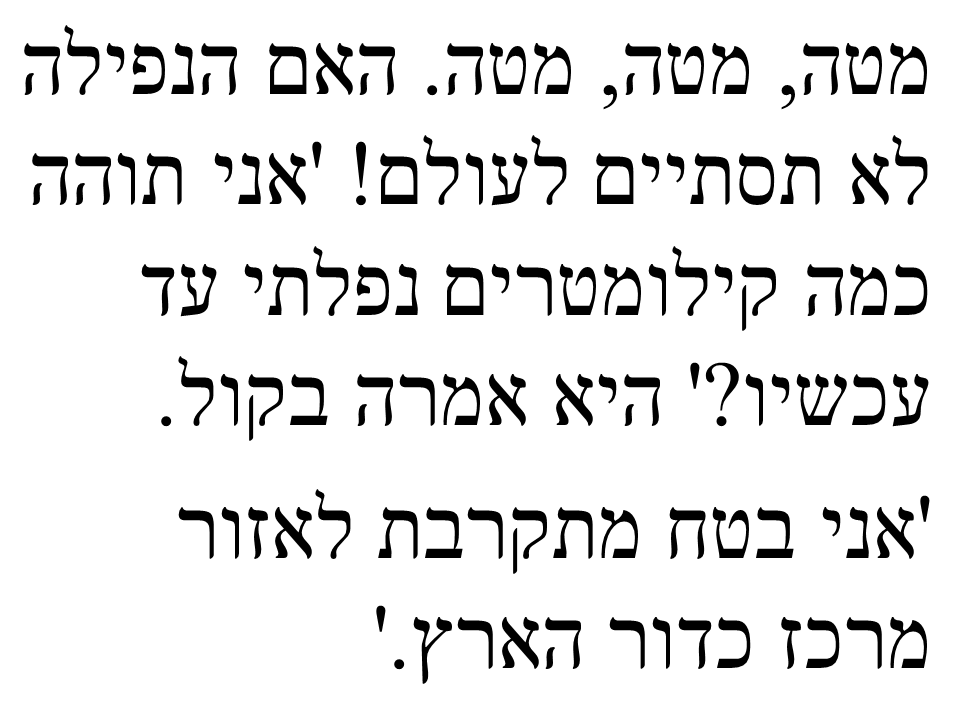 מטה, מטה, מטה. האם הנפילה
לא תסתיים לעולם! 'אני תוהה
כמה קילומטרים נפלתי עד
עכשיו?' היא אמרה בקול.
'אני בטח מתקרבת לאזור
מרכז כדור הארץ.'